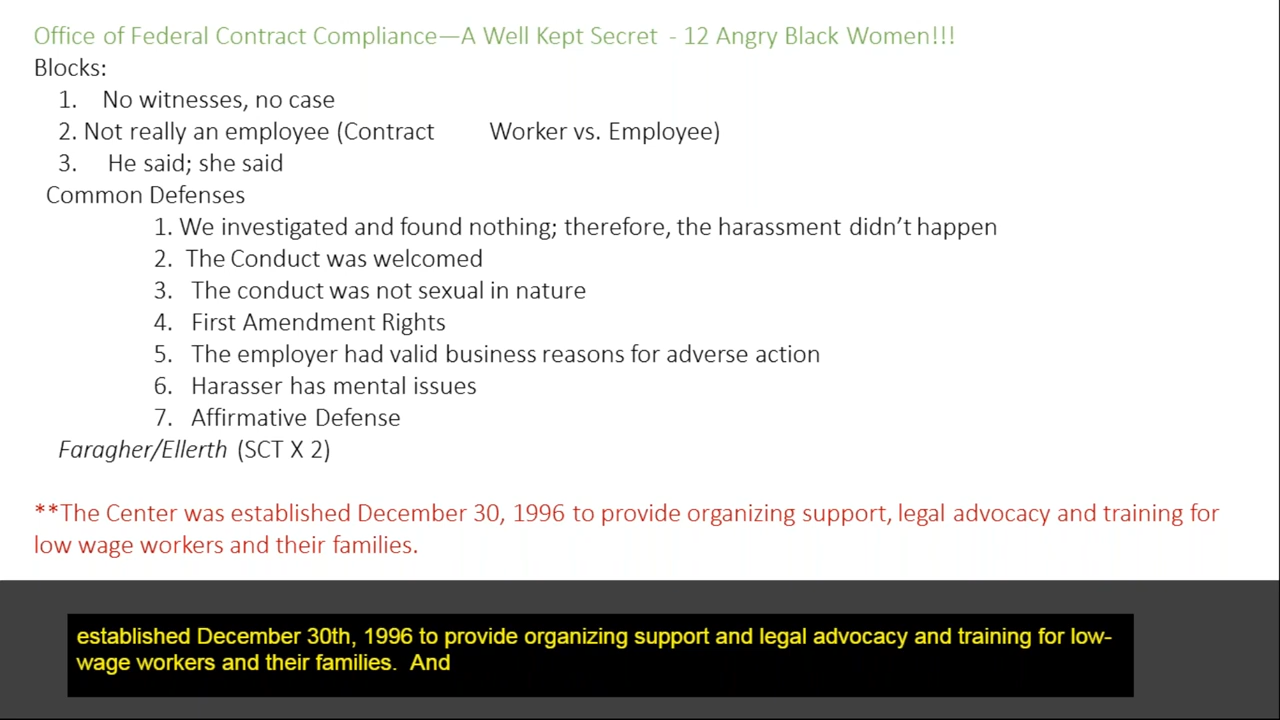 Office of Federal Contract Compliance—A Well Kept Secret - 12 Angry Black Women!!!
Blocks:
1. No witnesses, no case
2. Not really an employee (Contract Worker vs. Employee)
3. He said; she said
Common Defenses
1. We investigated and found nothing; therefore, the harassment didn’t happen
2. The Conduct was welcomed
3. The conduct was not sexual in nature
4. First Amendment Rights
5. The employer had valid business reasons for adverse action
6. Harasser has mental issues
7. Affirmative Defense
Faragher/Ellerth (SCT X 2)
**The Center was established December 30, 1996 to provide organizing support, legal advocacy and training for
low wage workers and their families.
established December 30th, 1996 to provide organizing support and legal advocacy and training for low-
wage workers and their families. And